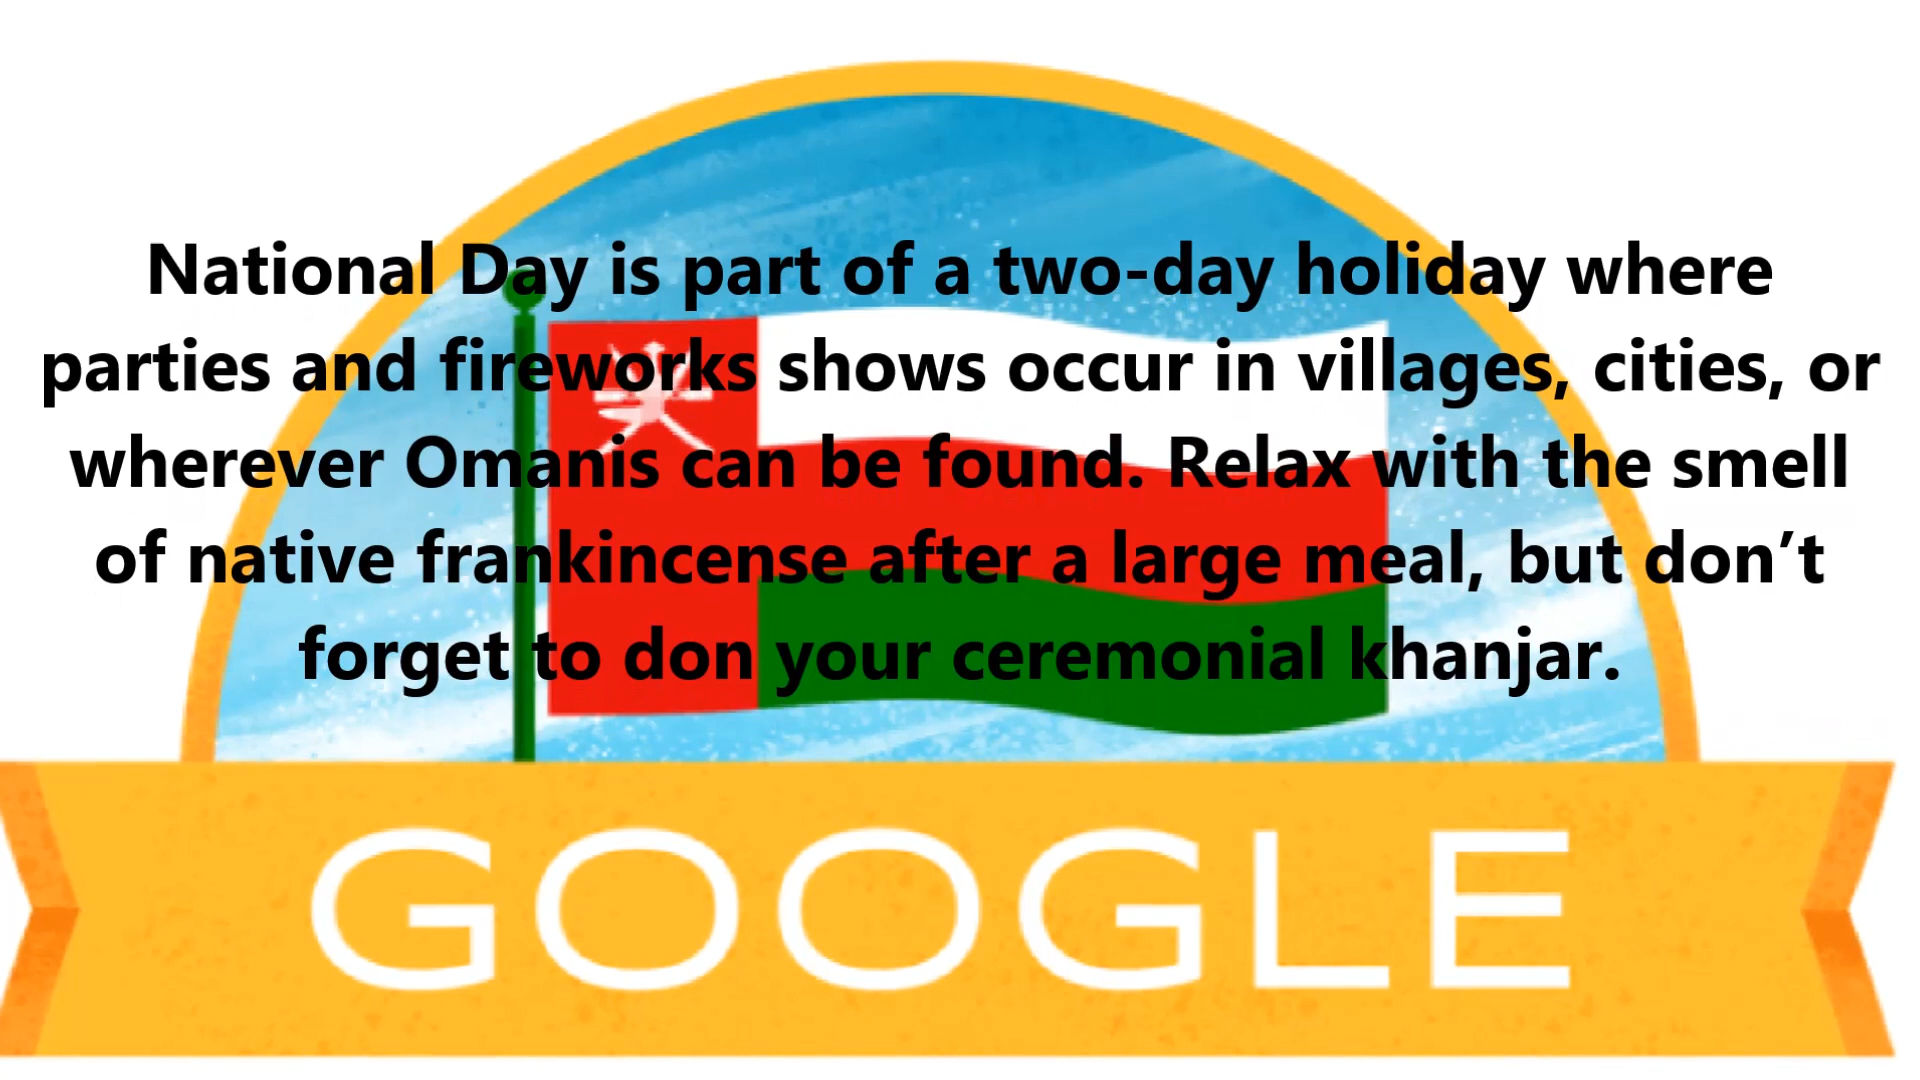 National Day is part of a two-day holiday where
parties and fireworks shows occur in villages, cities, or
wherever Omanis can be found. Relax with the smell
of native frankincense after a large meal, but don’t
forget to don your ceremonial khanjar.
GOOGLE